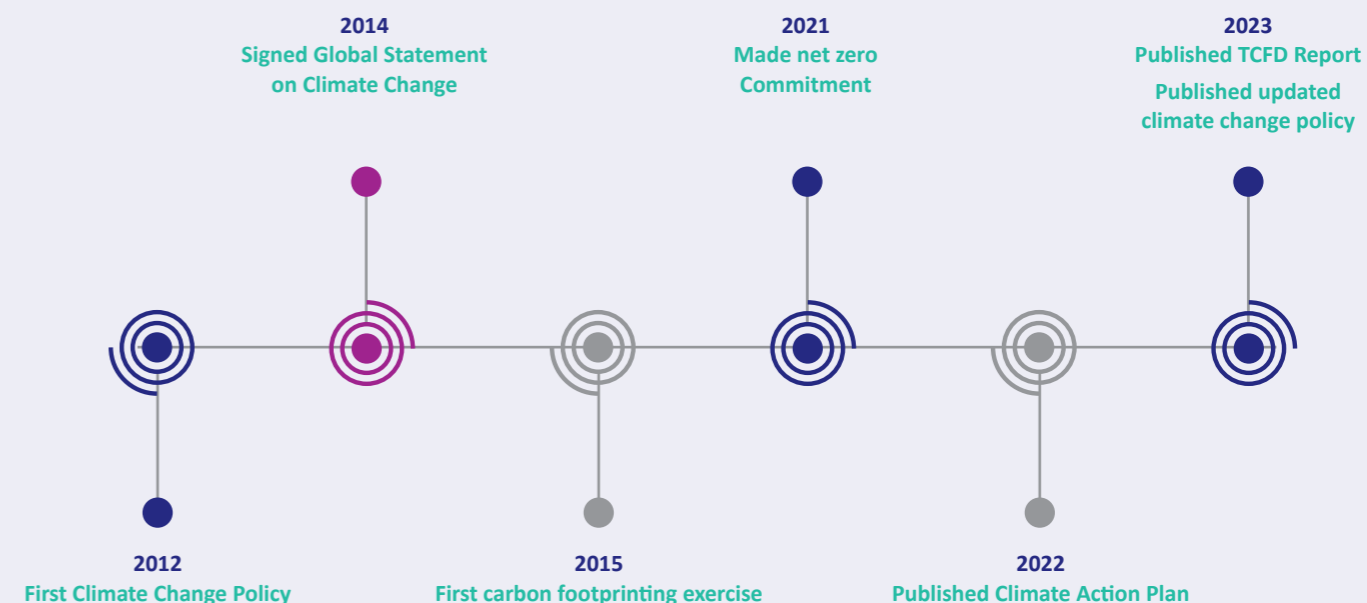 2014
Signed Global Statement
on Climate Change
2021
Made net zero
Commitment
2023
Published TCFD Report
Published updated
climate change policy
2012
First Climate Change Policy
2015
First carbon footprinting exercise
2022
Published Climate Action Plan